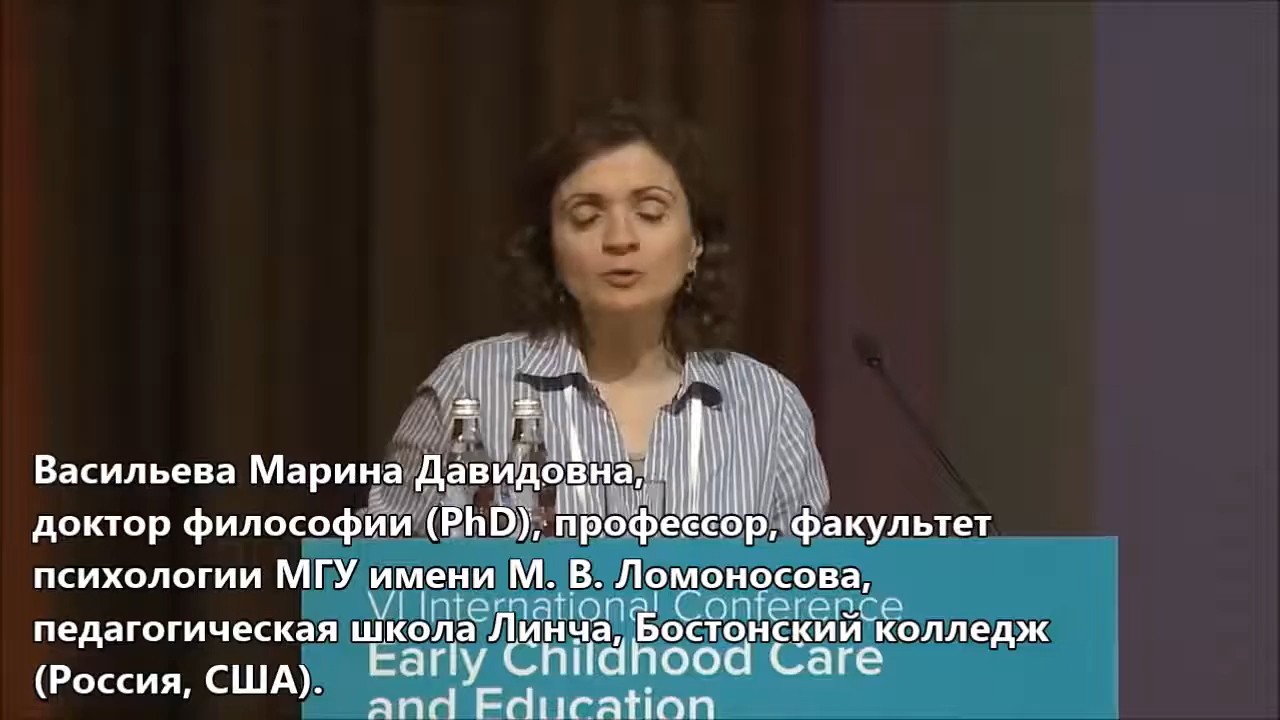 Васильева Марина Давидовна,
доктор философии (PhD), профессор, факультет
психологии МГУ имени М. В. Ломоносова,
педагогическая школа Линча, Бостонский колледж
(Россия, США).
VI International Conference
Early Childhood Care
and Education